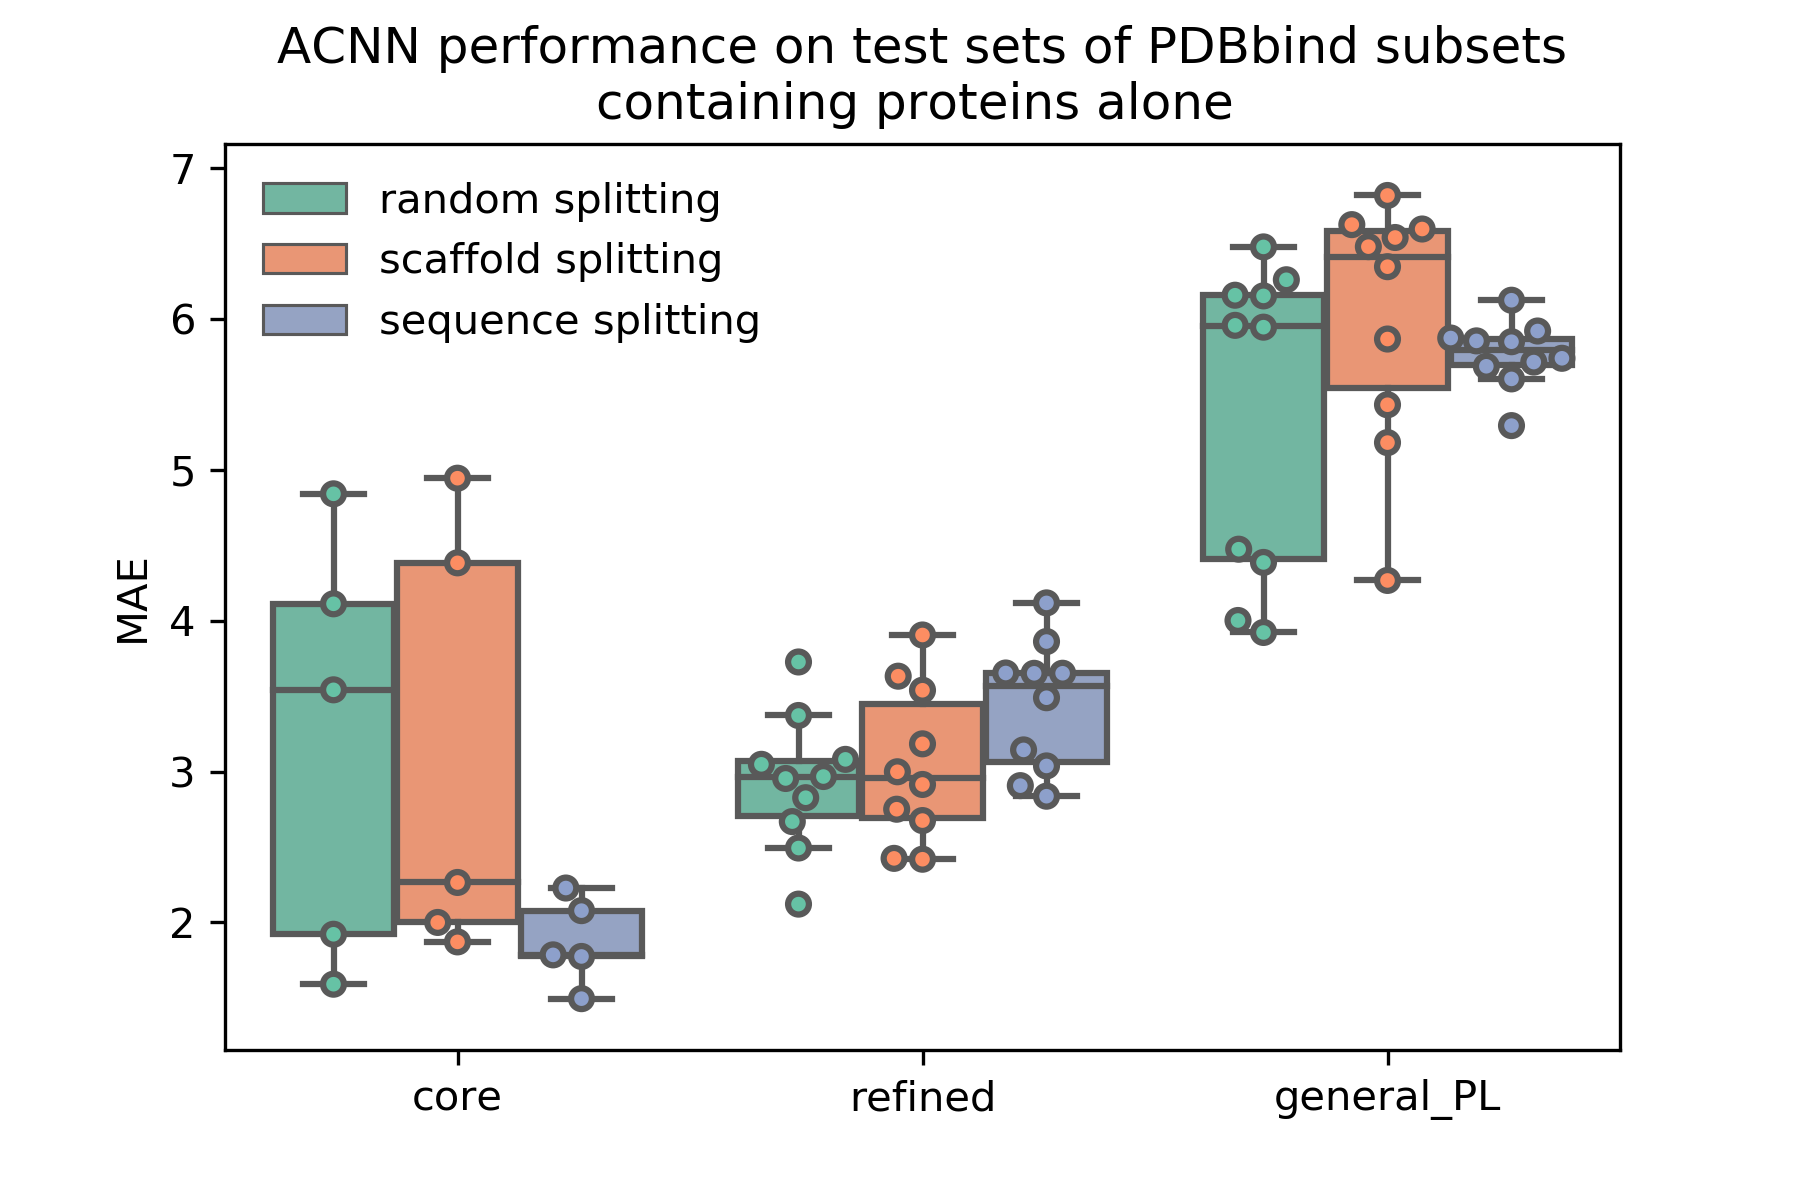 ACNN performance on test sets of PDBbind subsets
containing proteins alone
7
6
5
4
3
2
MAE
random splitting
scaffold splitting
sequence splitting
core
refined
general_PL